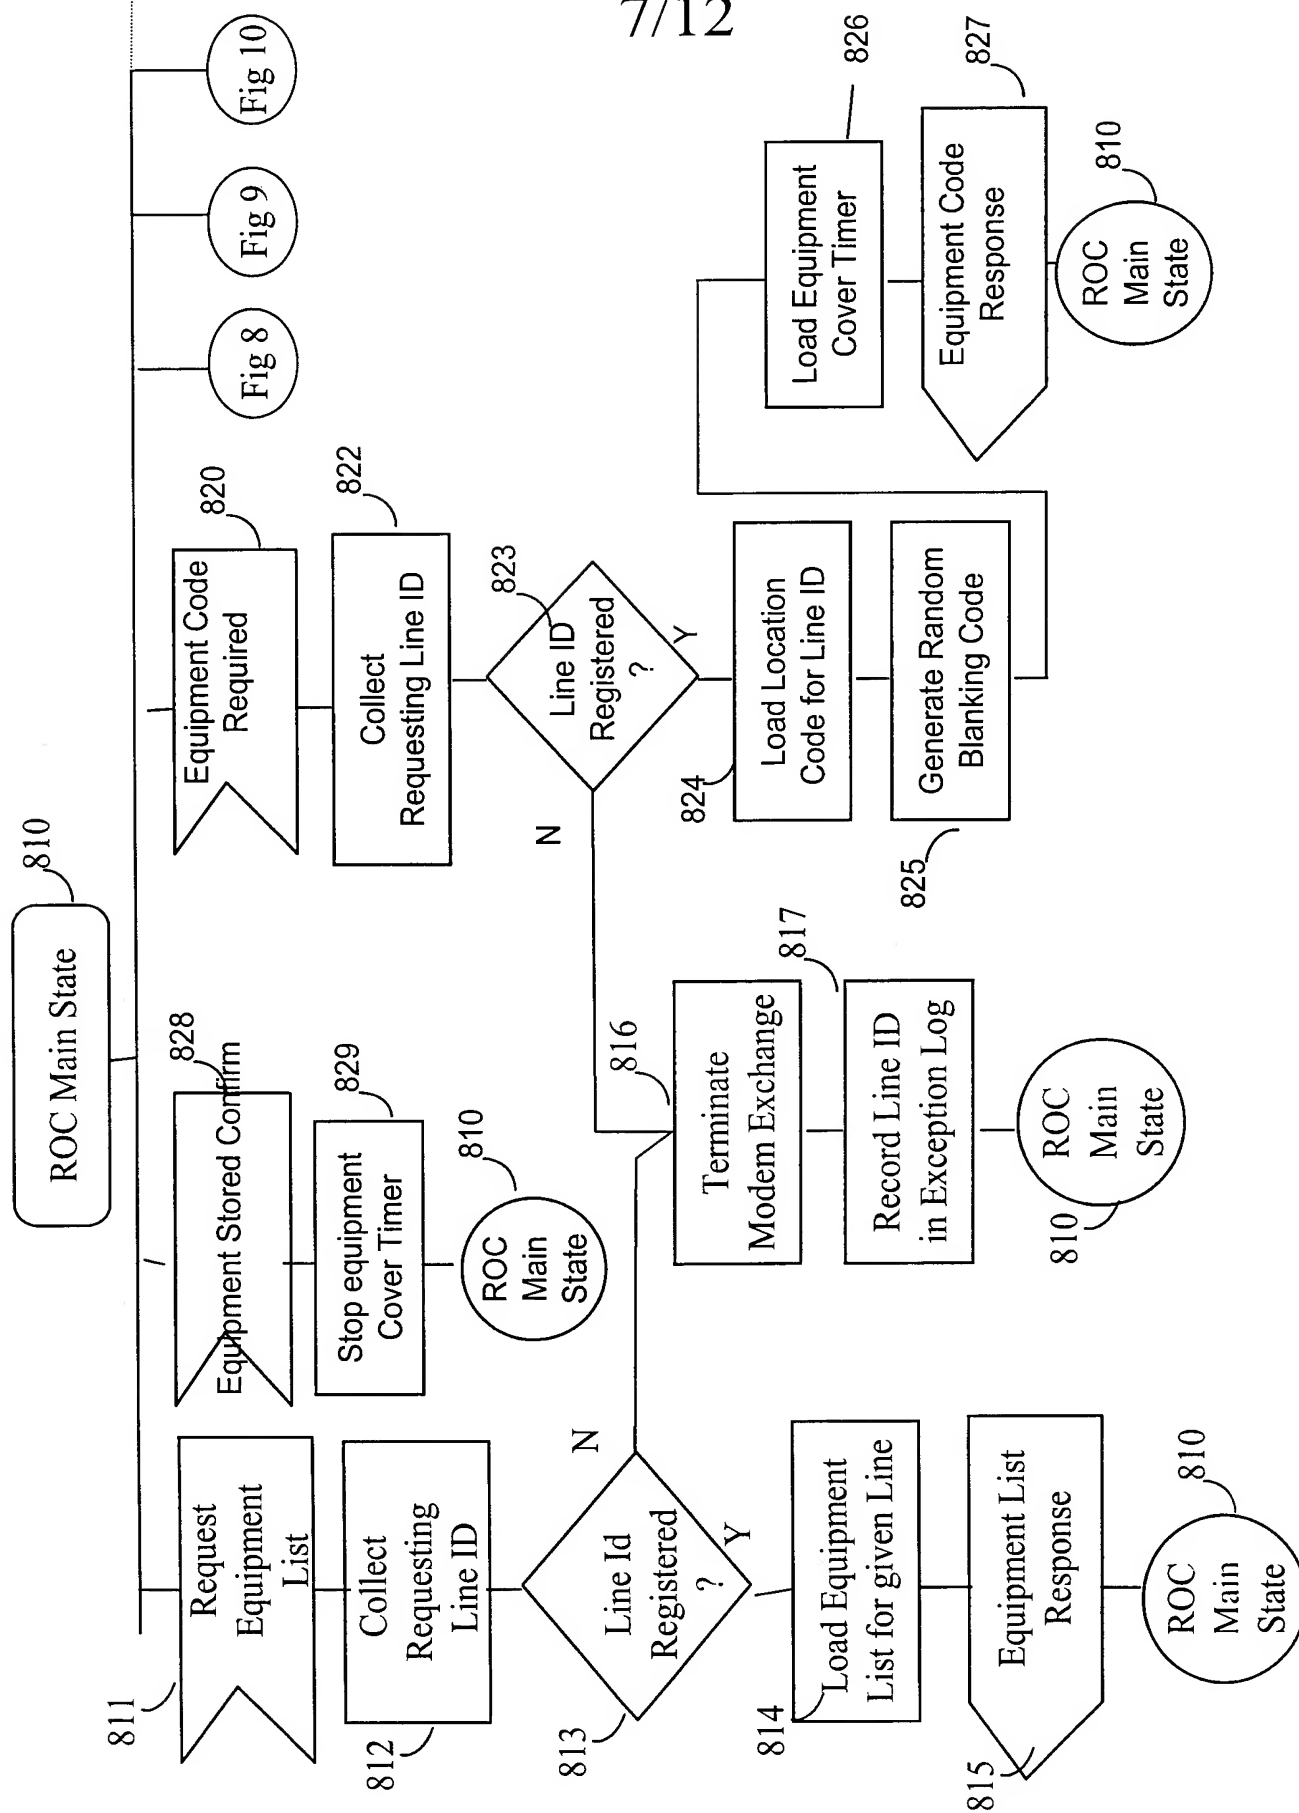 7/12
ROC Main State
810
Request
Equipment
List
811
Collect
Requesting
Line ID
812
Line Id
Registered
?
813
N
Y
Load Equipment
List for given Line
814
Equipment List
Response
815
ROC
Main
State
810
Equipment Stored Confirm
828
Stop equipment
Cover Timer
829
ROC
Main
State
810
Terminate
Modem Exchange
816
Record Line ID
in Exception Log
817
ROC
Main
State
810
Equipment Code
Required
820
Collect
Requesting Line ID
822
Line ID
Registered
?
823
N
Y
Load Location
Code for Line ID
824
Generate Random
Blanking Code
825
Load Equipment
Cover Timer
826
Equipment Code
Response
827
ROC
Main
State
810
Fig 8
Fig 9
Fig 10